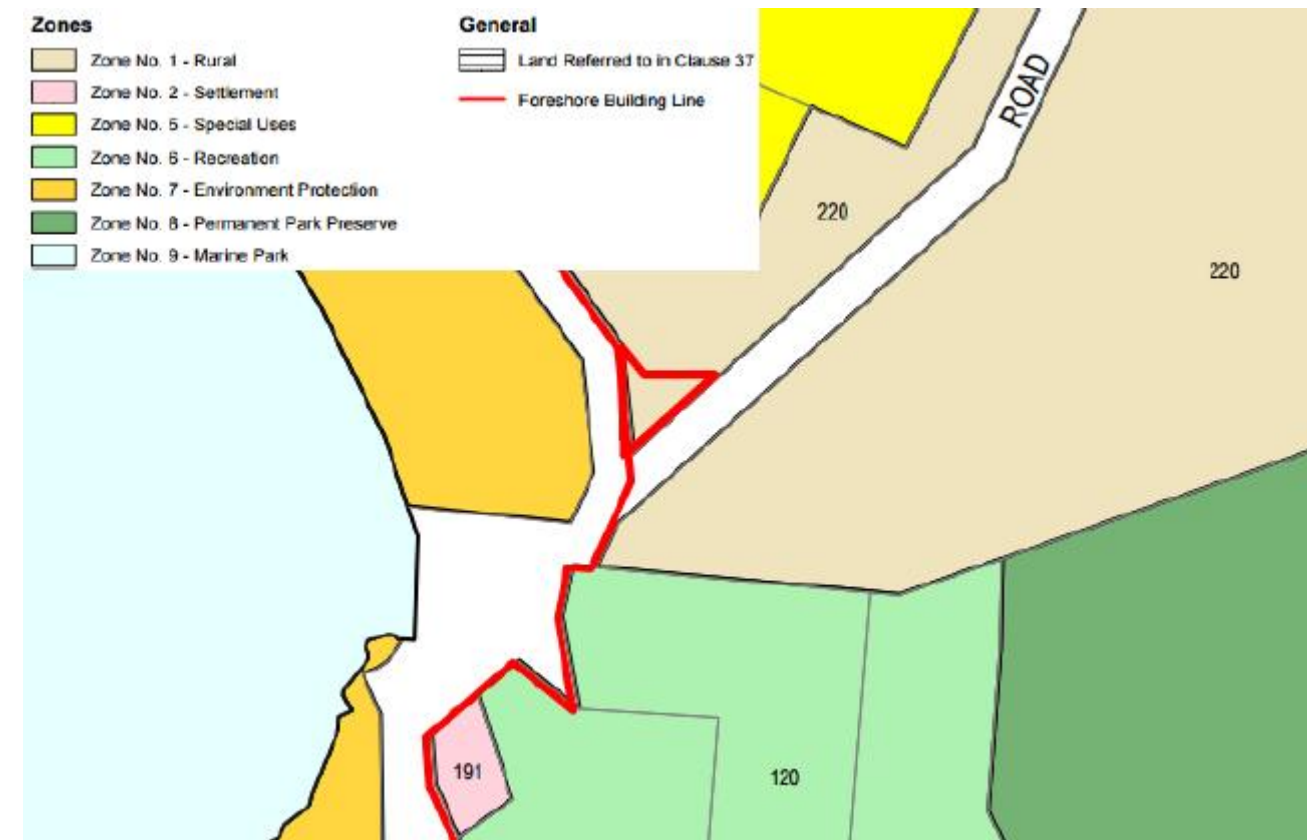 Zones
Zone No. 1 - Rural
Zone No. 2 - Settlement
Zone No. 5 - Special Uses
Zone No. 6 - Recreation
Zone No. 7 - Environment Protection
Zone No. 8 - Permanent Park Preserve
Zone No. 9 - Marine Park
General
Land Referred to in Clause 37
Foreshore Building Line
ROAD
220
220
191
120